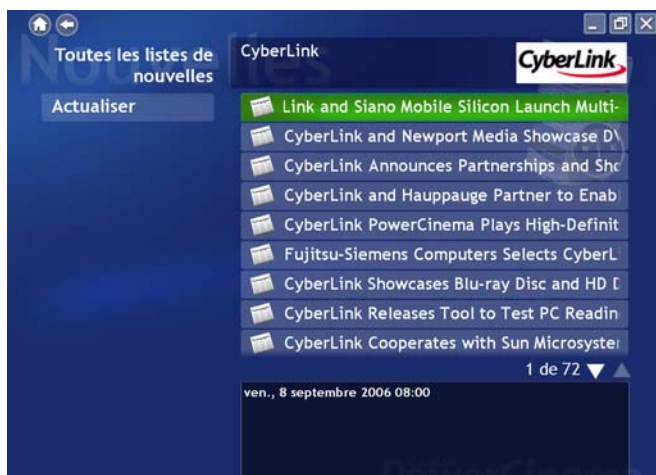 Toutes les listes de
nouvelles
Actualiser
CyberLink
CyberLink
Link and Siano Mobile Silicon Launch Multi-
CyberLink and Newport Media Showcase DV
CyberLink Announces Partnerships and Sho
CyberLink and Hauppauge Partner to Enab
CyberLink PowerCinema Plays High-Definit
Fujitsu-Siemens Computers Selects CyberL
CyberLink Showcases Blu-ray Disc and HD D
CyberLink Releases Tool to Test PC Readin
CyberLink Cooperates with Sun Microsyster
1 de 72
ven., 8 septembre 2006 08:00